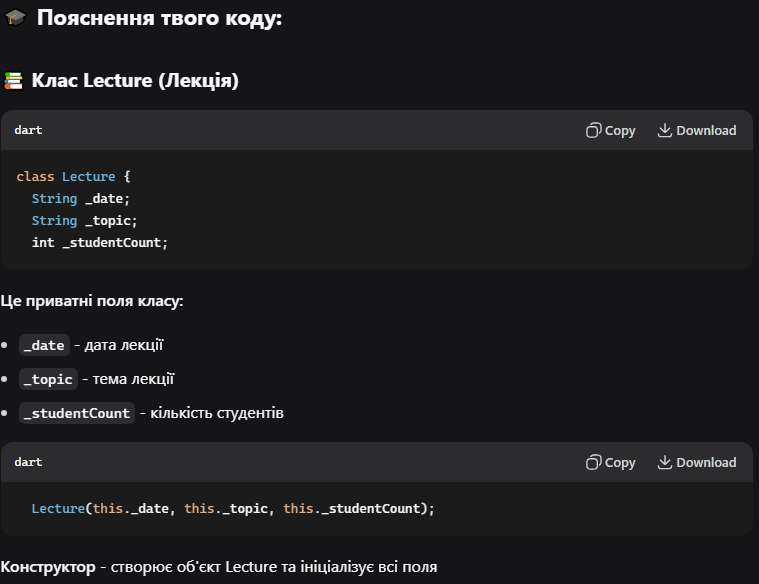 🎓 Пояснення твого коду:
📚 Клас Lecture (Лекція)
dart Copy Download
class Lecture {
String _date;
String _topic;
int _studentCount;
Це приватні поля класу:
• _date - дата лекції
• _topic - тема лекції
• _studentCount - кількість студентів
dart Copy Download
Lecture(this._date, this._topic, this._studentCount);
Конструктор - створює об'єкт Lecture та ініціалізує всі поля